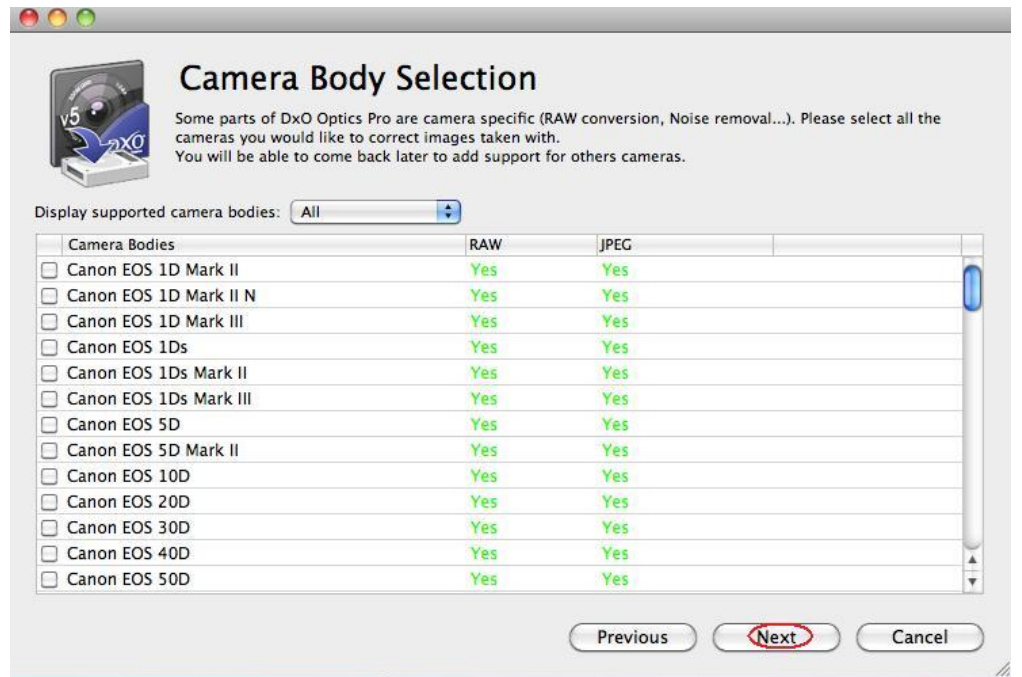 Camera Body Selection
v5
DXO
Some parts of DxO Optics Pro are camera specific (RAW conversion, Noise removal...). Please select all the
cameras you would like to correct images taken with.
You will be able to come back later to add support for others cameras.
Display supported camera bodies: All
Camera Bodies RAW JPEG
Canon EOS 1D Mark II Yes Yes
Canon EOS 1D Mark II N Yes Yes
Canon EOS 1D Mark III Yes Yes
Canon EOS 1Ds Yes Yes
Canon EOS 1Ds Mark II Yes Yes
Canon EOS 1Ds Mark III Yes Yes
Canon EOS 5D Yes Yes
Canon EOS 5D Mark II Yes Yes
Canon EOS 10D Yes Yes
Canon EOS 20D Yes Yes
Canon EOS 30D Yes Yes
Canon EOS 40D Yes Yes
Canon EOS 50D Yes Yes
Previous Next Cancel